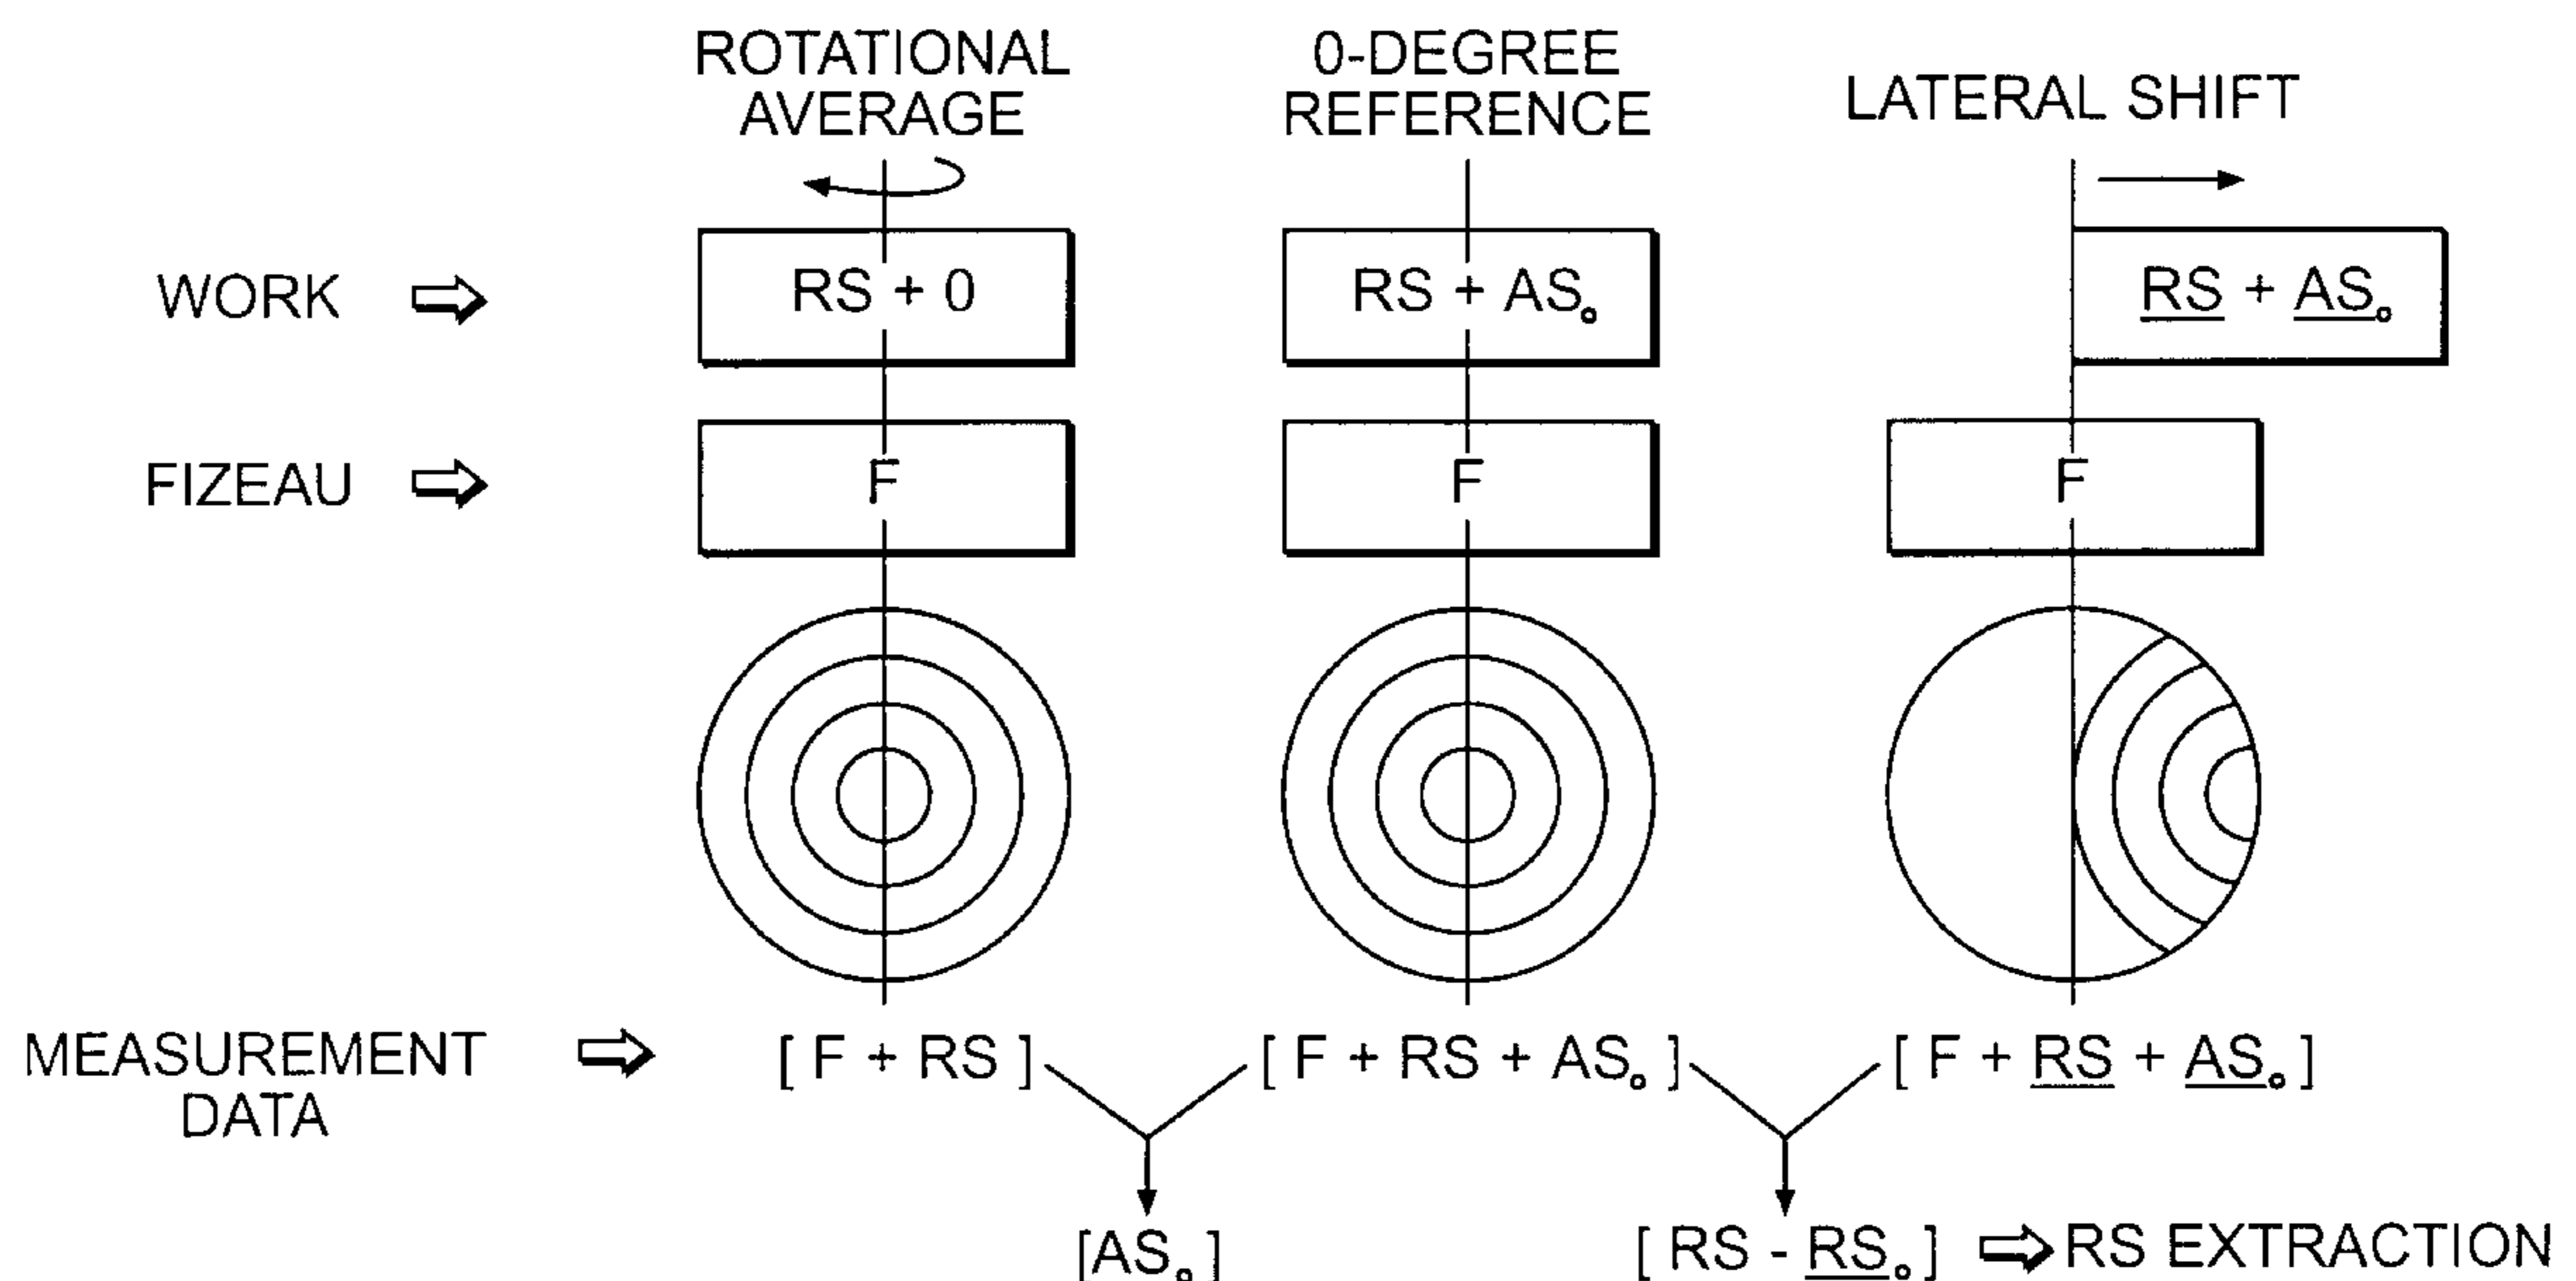 ROTATIONAL
AVERAGE
0-DEGREE
REFERENCE
LATERAL SHIFT
WORK ⇨
RS + 0
RS + AS₀
RS + AS₀
FIZEAU ⇨
F
F
F
MEASUREMENT
DATA
⇨
[ F + RS ]
[ F + RS + AS₀ ]
[ F + RS + AS₀ ]
[AS₀]
[ RS - RS₀ ] ⇨ RS EXTRACTION